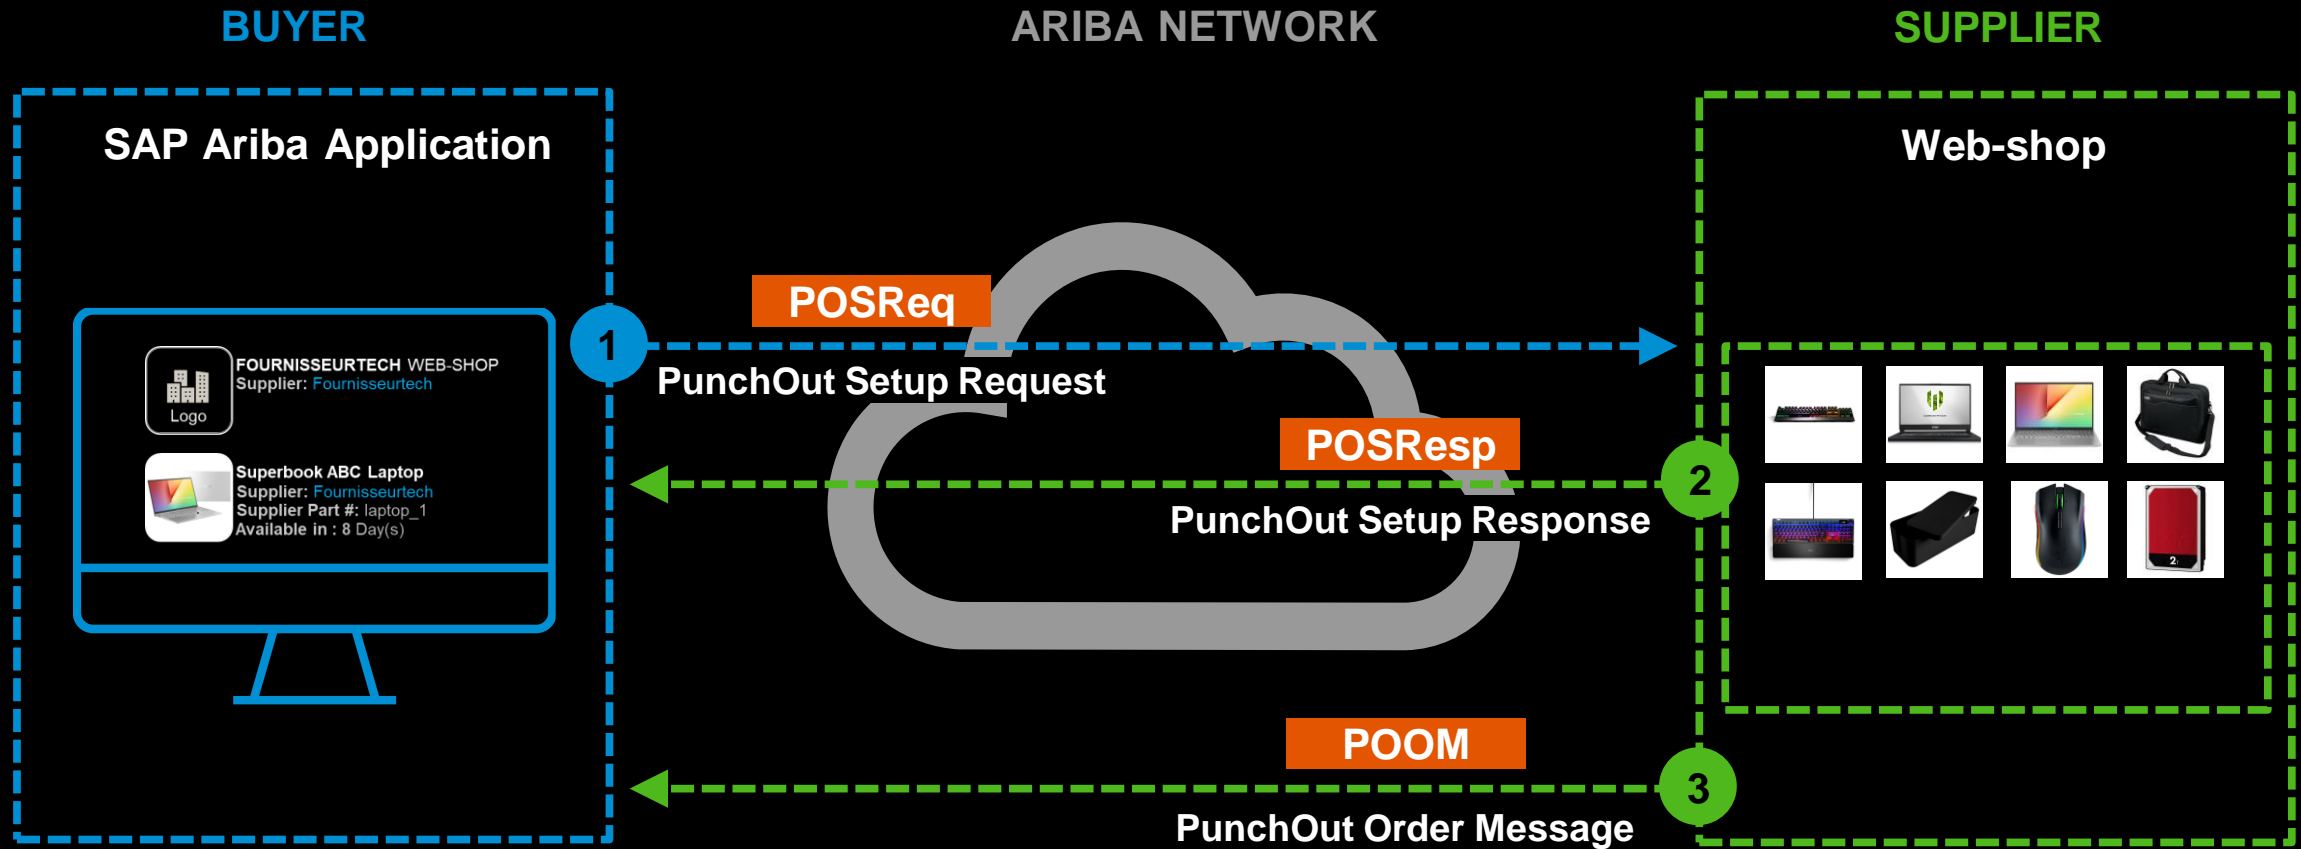 BUYER
ARIBA NETWORK
SUPPLIER
SAP Ariba Application
Web-shop
FOURNISSEURTECH WEB-SHOP
Supplier: Fournisseurtech
Logo
Superbook ABC Laptop
Supplier: Fournisseurtech
Supplier Part #: laptop_1
Available in : 8 Day(s)
1
POSReq
PunchOut Setup Request
POSResp
2
PunchOut Setup Response
POOM
3
PunchOut Order Message